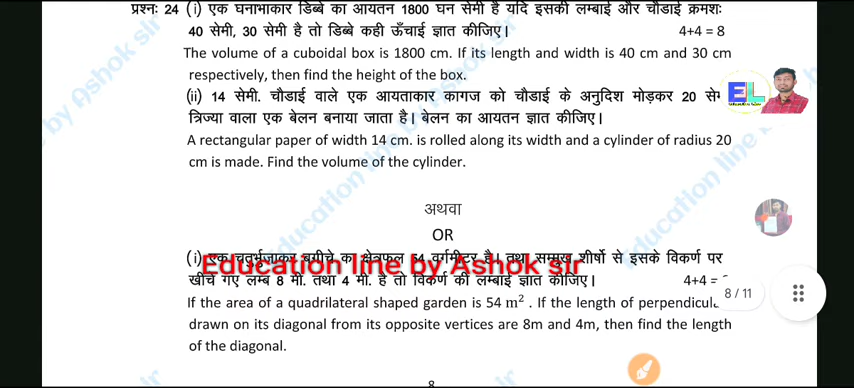 प्रश्नः 24 (i) एक घनाभाकार डिब्बे का आयतन 1800 घन सेमी है यदि इसकी लम्बाई और चौडाई क्रमशः
40 सेमी, 30 सेमी है तो डिब्बे कही ऊँचाई ज्ञात कीजिए। 4+4 = 8
The volume of a cuboidal box is 1800 cm. If its length and width is 40 cm and 30 cm
respectively, then find the height of the box.
(ii) 14 सेमी. चौडाई वाले एक आयताकार कागज को चौडाई के अनुदिश मोड़कर 20
त्रिज्या वाला एक बेलन बनाया जाता है। बेलन का आयतन ज्ञात कीजिए।
EL
A rectangular paper of width 14 cm. is rolled along its width and a cylinder of radius 20
cm is made. Find the volume of the cylinder.
अथवा
OR
(i) एक चतुर्भुजाकर बगीचे का क्षेत्रफल 54 वर्गमीटर है। तथा सम्मुख शीर्षो से इसके विकर्ण पर
Education line by Ashok sir
खीचे गए लम्ब 8 मी. तथा 4 मी. है तो विकर्ण की लम्बाई ज्ञात कीजिए। 4+4 =
8 / 11
If the area of a quadrilateral shaped garden is 54 m². If the length of perpendicul
drawn on its diagonal from its opposite vertices are 8m and 4m, then find the length
of the diagonal.
8